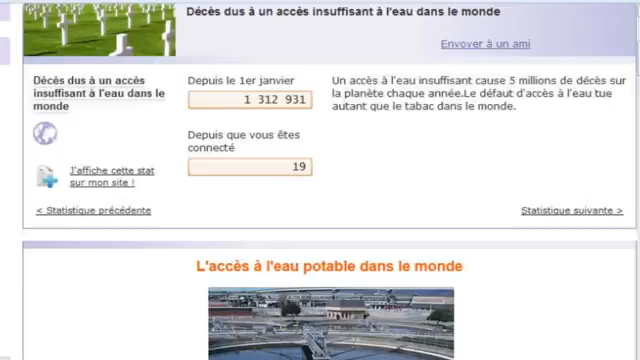 Décès dus à un accès insuffisant à l'eau dans le monde
Envoyer à un ami
Décès dus à un accès
insuffisant à l'eau dans le
monde
Depuis le 1er janvier
1 312 931
Un accès à l'eau insuffisant cause 5 millions de décès sur
la planète chaque année.Le défaut d'accès à l'eau tue
autant que le tabac dans le monde.
Depuis que vous êtes
connecté
19
J'affiche cette stat
sur mon site !
< Statistique précédente
Statistique suivante >
L'accès à l'eau potable dans le monde